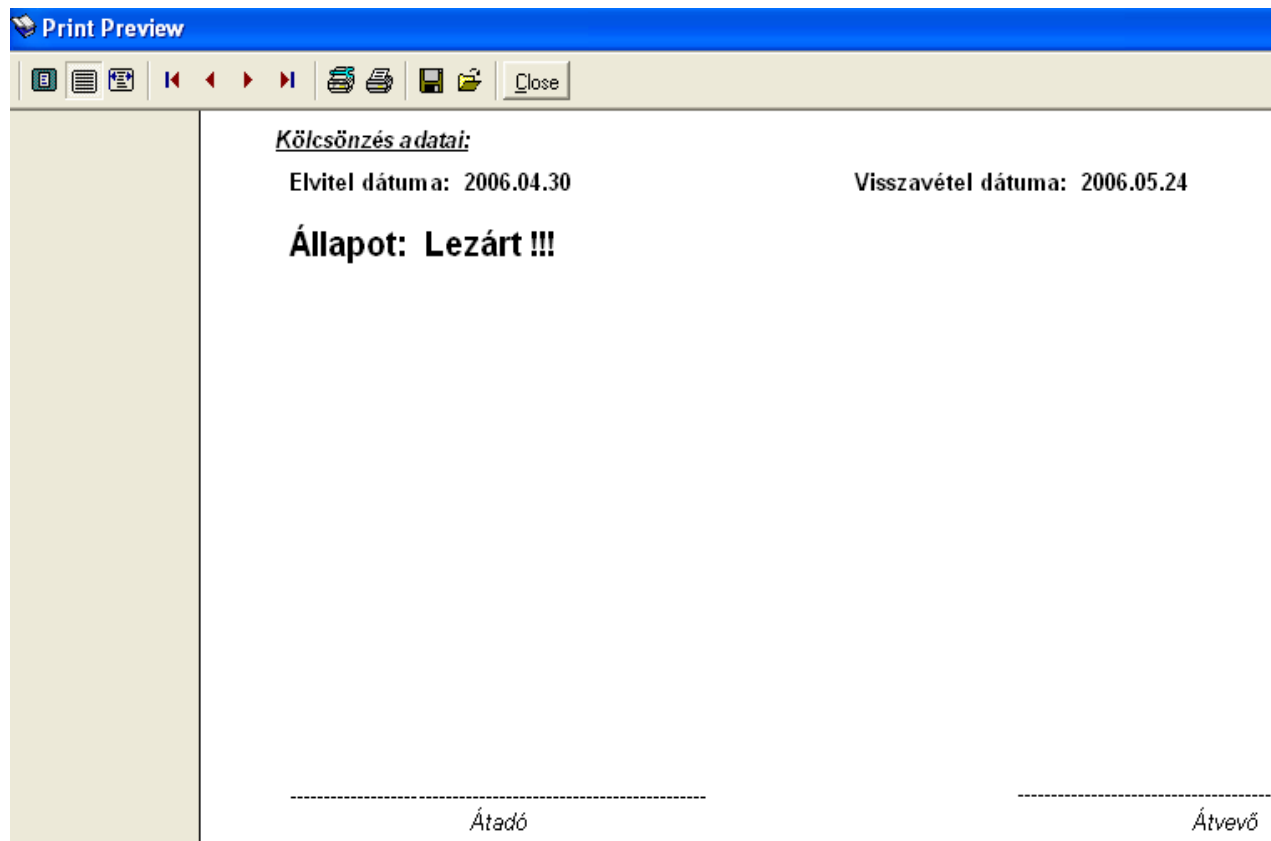 Print Preview
Close
Kölcsönzés adatai:
Elvitel dátuma: 2006.04.30 Visszavétel dátuma: 2006.05.24
Állapot: Lezárt !!!
Átadó Átvevő